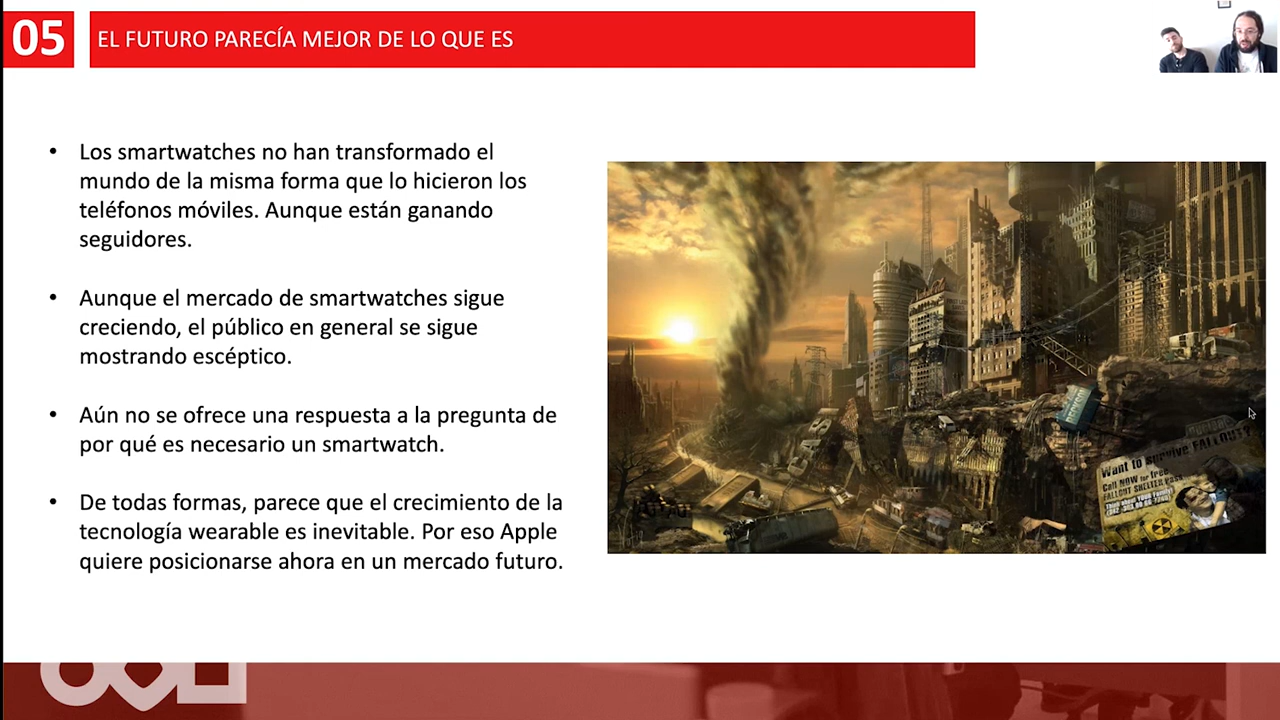 05
EL FUTURO PARECÍA MEJOR DE LO QUE ES
• Los smartwatches no han transformado el
mundo de la misma forma que lo hicieron los
teléfonos móviles. Aunque están ganando
seguidores.
• Aunque el mercado de smartwatches sigue
creciendo, el público en general se sigue
mostrando escéptico.
• Aún no se ofrece una respuesta a la pregunta de
por qué es necesario un smartwatch.
• De todas formas, parece que el crecimiento de la
tecnología wearable es inevitable. Por eso Apple
quiere posicionarse ahora en un mercado futuro.
Want to survive FALLOUT?
Call NOW for free
FALLOUT SHELTER
Think about YOUR Family!